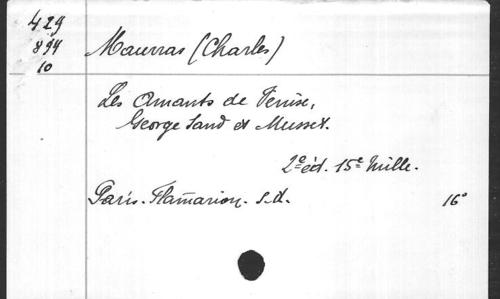 429
894
10
Maurras (Charles)
Les Amants de Venise,
George Sand et Musset.
2e éd. 15e Mille.
Paris. Flammarion. s.d. 16°